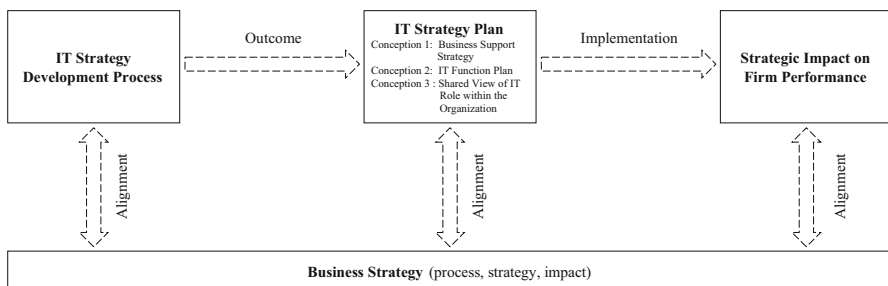 IT Strategy
Development Process
Outcome
IT Strategy Plan
Conception 1: Business Support
Strategy
Conception 2: IT Function Plan
Conception 3 : Shared View of IT
Role within the
Organization
Implementation
Strategic Impact on
Firm Performance
Alignment
Alignment
Alignment
Business Strategy (process, strategy, impact)